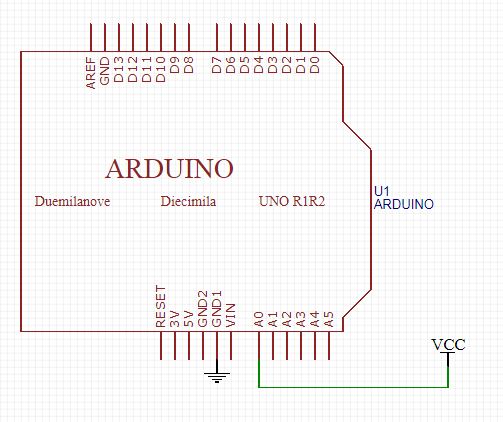 AREF
GND
D13
D12
D11
D10
D9
D8
D7
D6
D5
D4
D3
D2
D1
D0
ARDUINO
Duemilanove
Diecimila
UNO R1R2
U1
ARDUINO
RESET
3V
5V
GND2
GND1
VIN
A0
A1
A2
A3
A4
A5
VCC